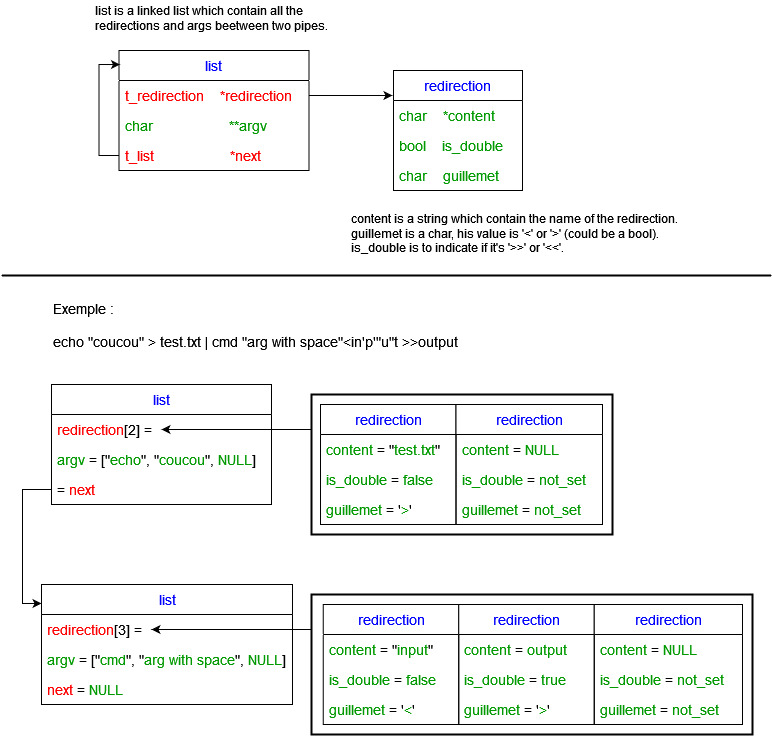 list is a linked list which contain all the
redirections and args beetween two pipes.
list
t_redirection *redirection
char **argv
t_list *next
redirection
char *content
bool is_double
char guillemet
content is a string which contain the name of the redirection.
guillemet is a char, his value is '<' or '>' (could be a bool).
is_double is to indicate if it's '>>' or '<<'.
Exemple :
echo "coucou" > test.txt | cmd "arg with space"<in'p'"u"t >>output
list
redirection[2] =
argv = ["echo", "coucou", NULL]
= next
redirection
content = "test.txt"
is_double = false
guillemet = '>'
redirection
content = NULL
is_double = not_set
guillemet = not_set
list
redirection[3] =
argv = ["cmd", "arg with space", NULL]
next = NULL
redirection
content = "input"
is_double = false
guillemet = '<'
redirection
content = output
is_double = true
guillemet = '>'
redirection
content = NULL
is_double = not_set
guillemet = not_set